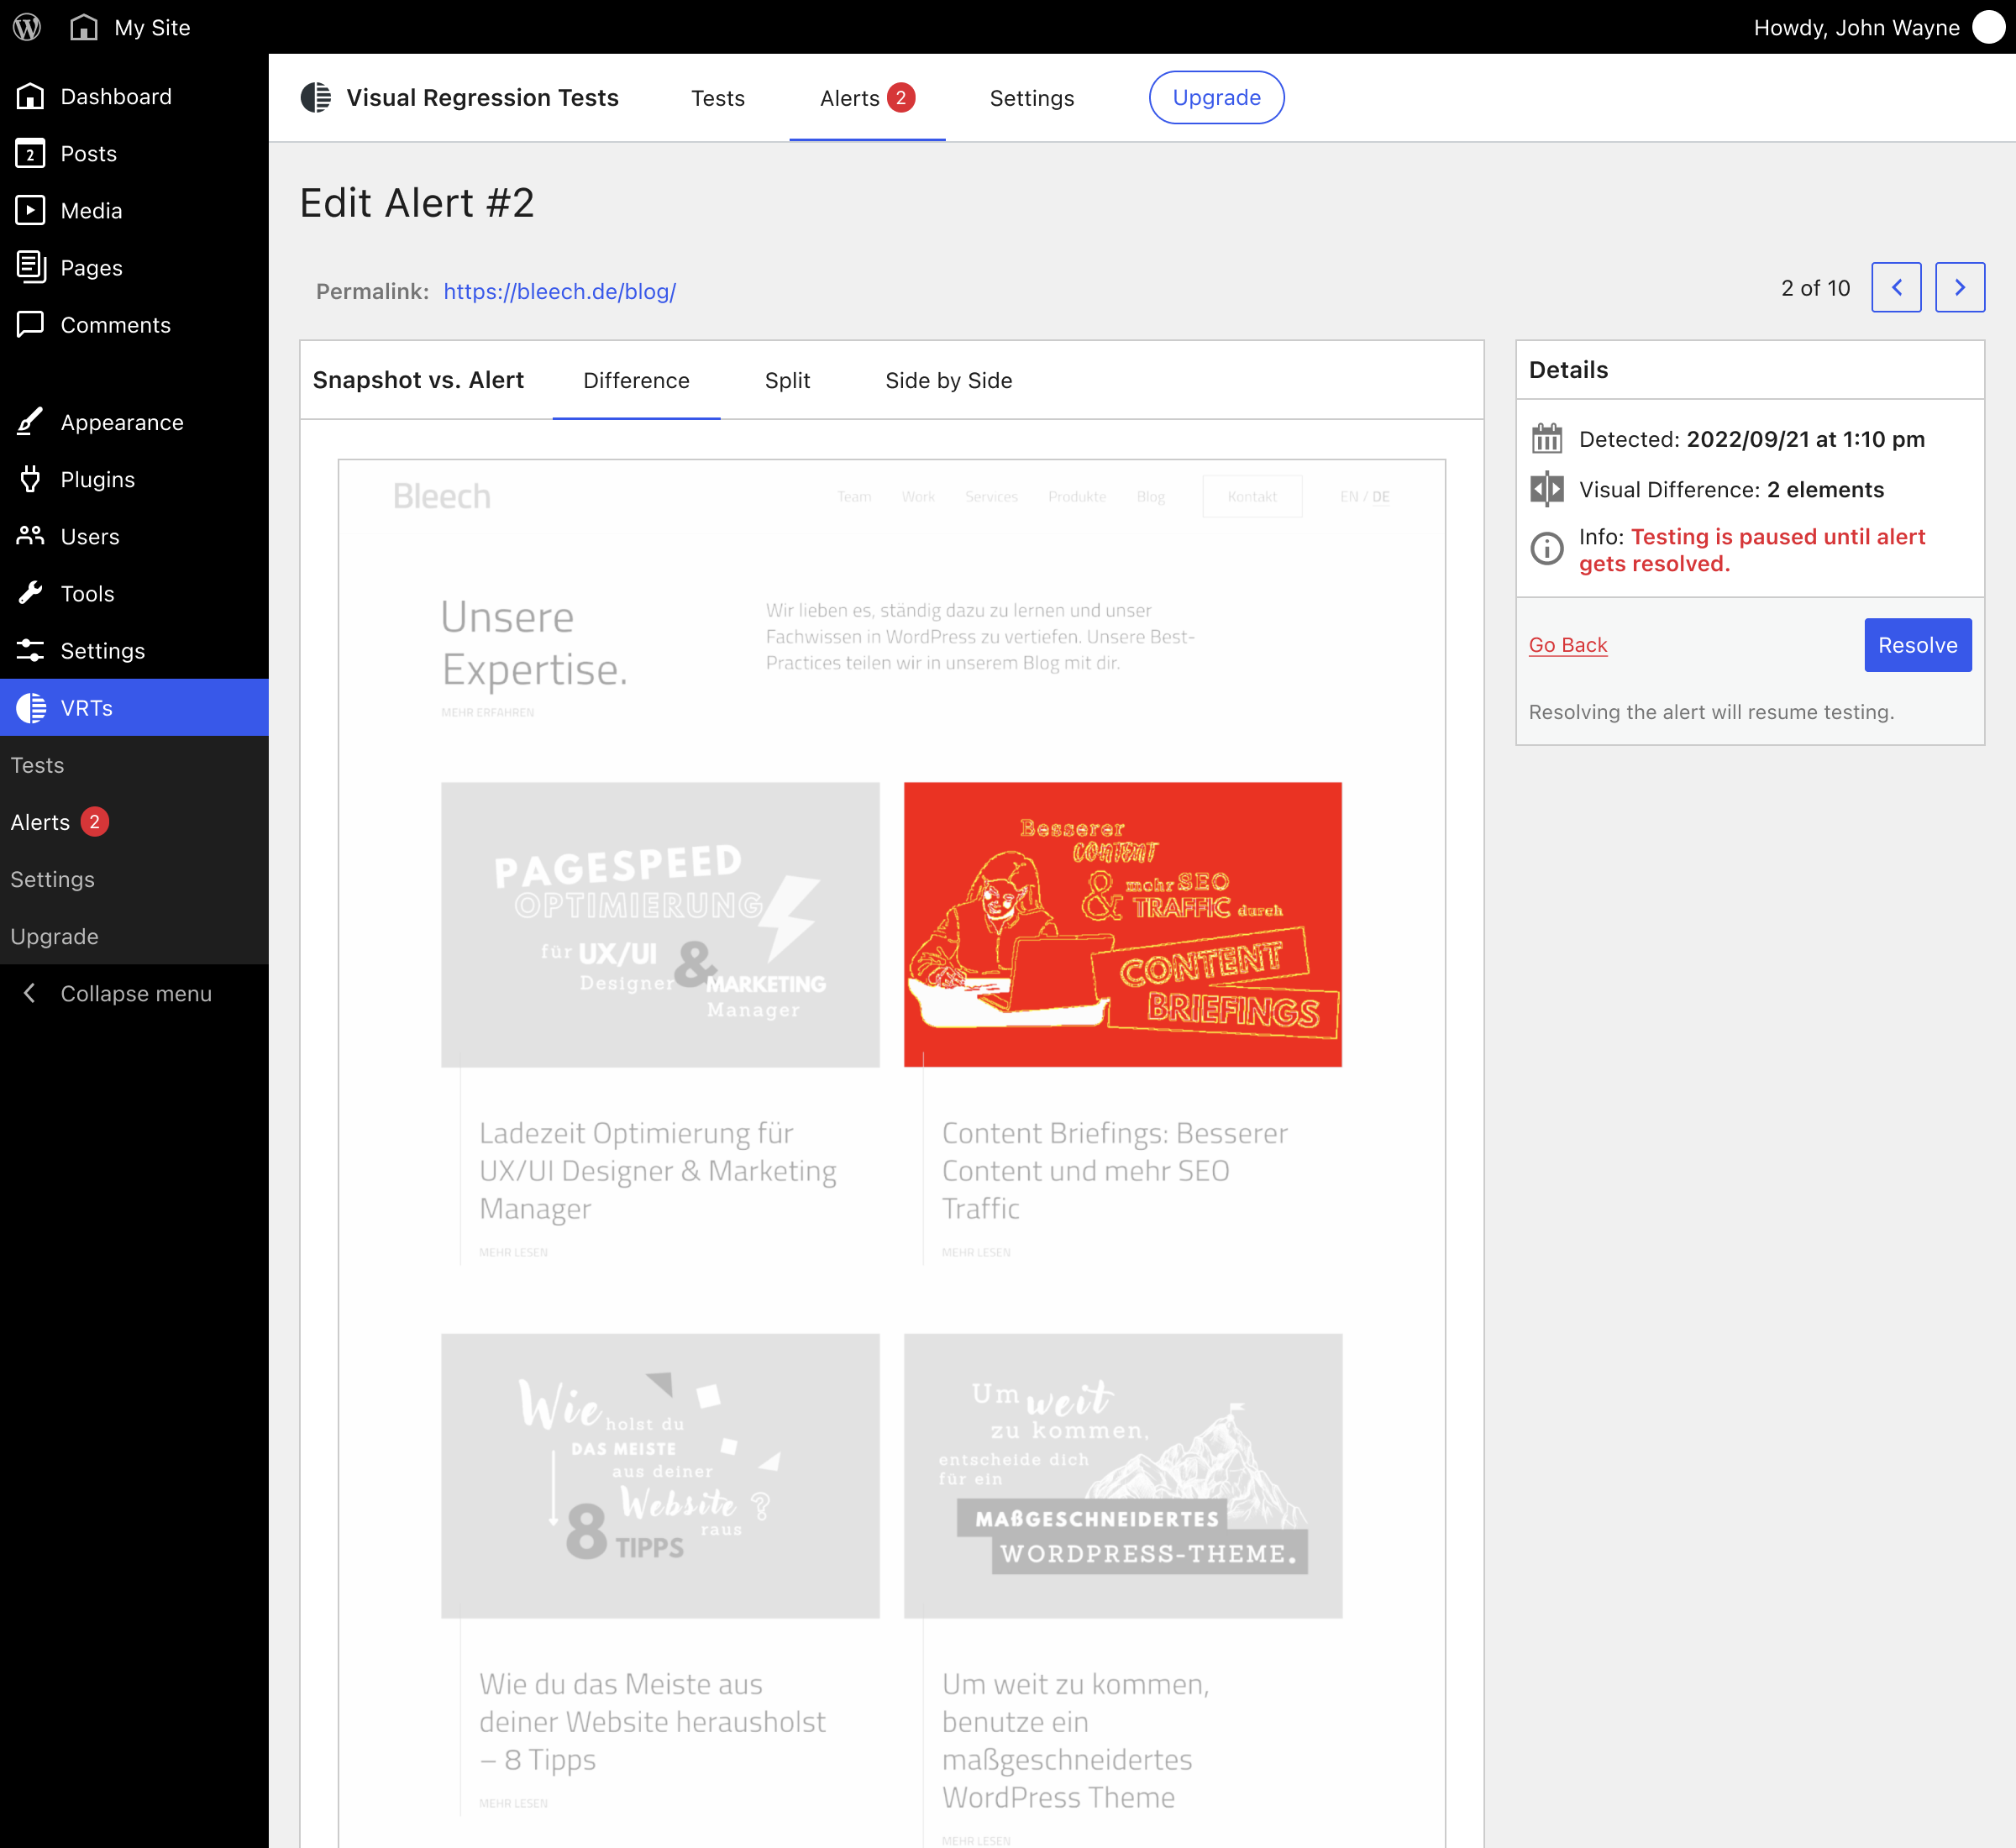 My Site
Howdy, John Wayne
Dashboard
2
Posts
Media
Pages
Comments
Appearance
Plugins
Users
Tools
Settings
VRTs
Tests
Alerts 2
Settings
Upgrade
Collapse menu
Visual Regression Tests
Tests
Alerts 2
Settings
Upgrade
Edit Alert #2
Permalink: https://bleech.de/blog/
2 of 10
Snapshot vs. Alert
Difference
Split
Side by Side
Bleech
Team
Work
Services
Produkte
Blog
Kontakt
EN / DE
Unsere
Expertise.
MEHR ERFAHREN
Wir lieben es, ständig dazu zu lernen und unser
Fachwissen in WordPress zu vertiefen. Unsere Best-
Practices teilen wir in unserem Blog mit dir.
PAGESPEED
OPTIMIERUNG
für UX/UI
Designer & MARKETING
Manager
Besserer
CONTENT
& mehr SEO
TRAFFIC durch
CONTENT
BRIEFINGS
Ladezeit Optimierung für
UX/UI Designer & Marketing
Manager
MEHR LESEN
Content Briefings: Besserer
Content und mehr SEO
Traffic
MEHR LESEN
Wie holst du
DAS MEISTE
aus deiner
Website ?
raus
8 TIPPS
Um weit
zu kommen,
entscheide dich
für ein
MAßGESCHNEIDERTES
WORDPRESS-THEME.
Wie du das Meiste aus
deiner Website herausholst
– 8 Tipps
MEHR LESEN
Um weit zu kommen,
benutze ein
maßgeschneidertes
WordPress Theme
MEHR LESEN
Details
Detected: 2022/09/21 at 1:10 pm
Visual Difference: 2 elements
Info: Testing is paused until alert
gets resolved.
Go Back
Resolve
Resolving the alert will resume testing.